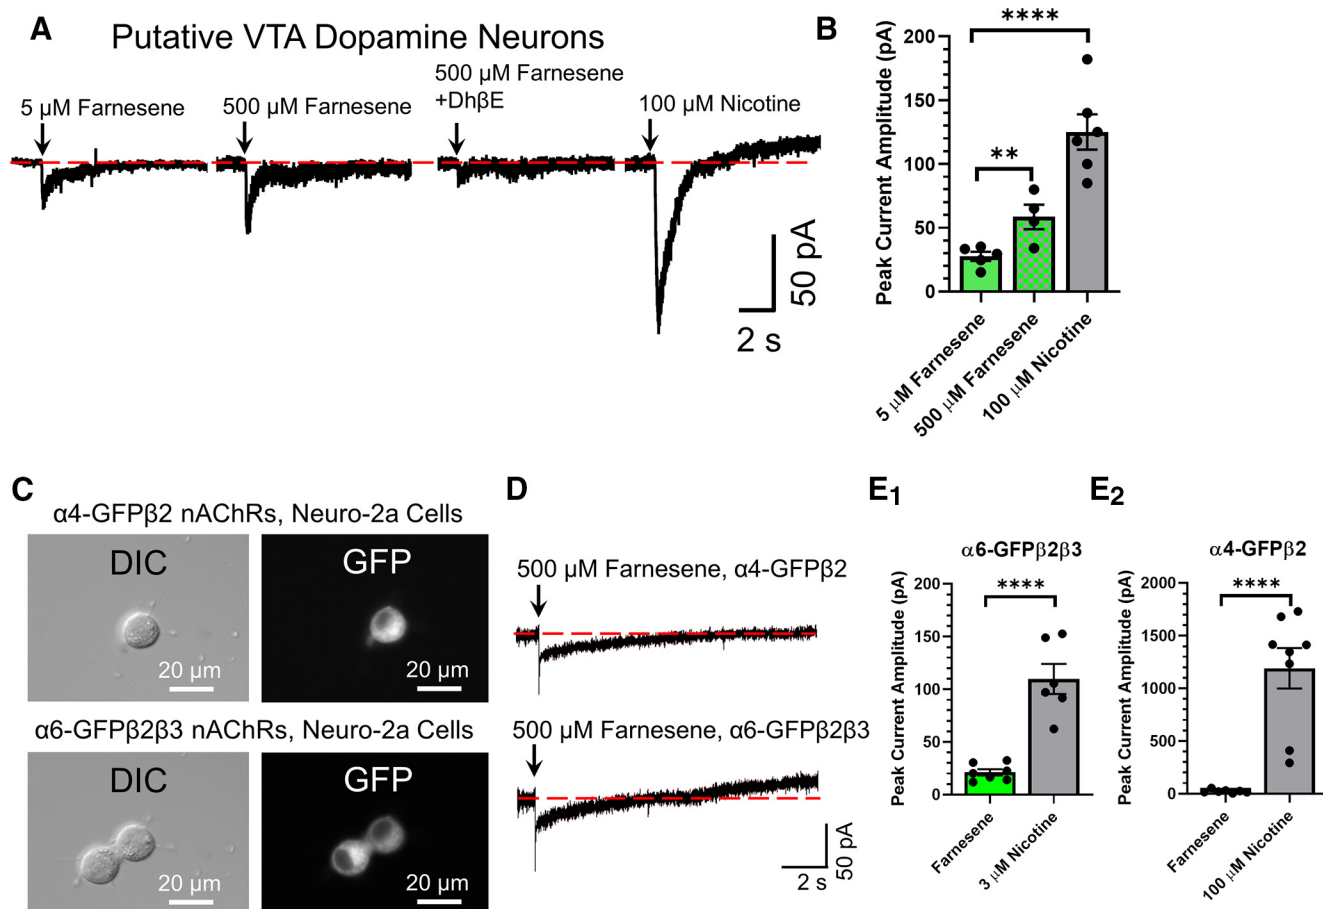 A
Putative VTA Dopamine Neurons
5 µM Farnesene
500 µM Farnesene
500 µM Farnesene
+DhβE
100 µM Nicotine
50 pA
2 s
B
****
**
Peak Current Amplitude (pA)
200
150
100
50
0
5 µM Farnesene
500 µM Farnesene
100 µM Nicotine
C
α4-GFPβ2 nAChRs, Neuro-2a Cells
DIC
20 µm
GFP
20 µm
α6-GFPβ2β3 nAChRs, Neuro-2a Cells
DIC
20 µm
GFP
20 µm
D
500 µM Farnesene, α4-GFPβ2
500 µM Farnesene, α6-GFPβ2β3
50 pA
2 s
E1
α6-GFPβ2β3
****
Peak Current Amplitude (pA)
200
150
100
50
0
Farnesene
3 µM Nicotine
E2
α4-GFPβ2
****
Peak Current Amplitude (pA)
2000
1500
1000
500
0
Farnesene
100 µM Nicotine